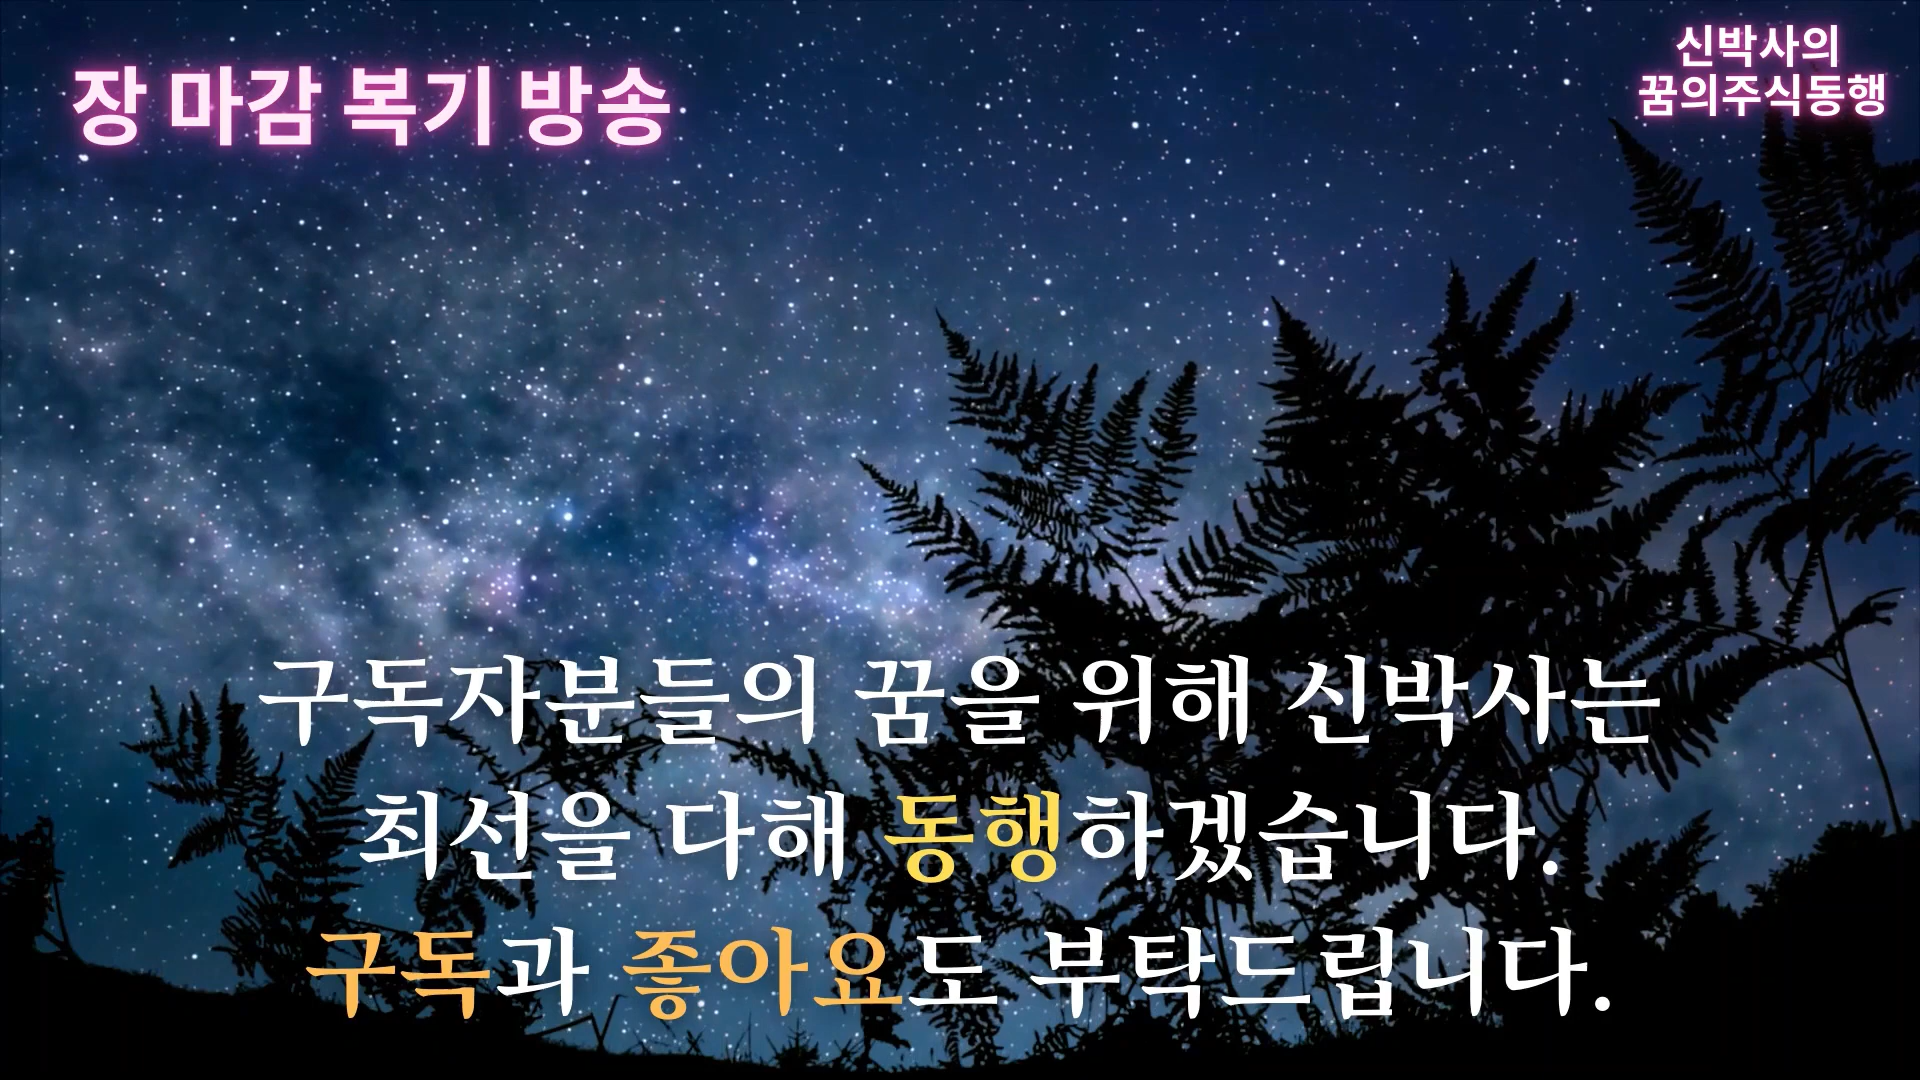 장 마감 복기 방송
신박사의
꿈의주식동행
구독자분들의 꿈을 위해 신박사는
최선을 다해 동행하겠습니다.
구독과 좋아요도 부탁드립니다.